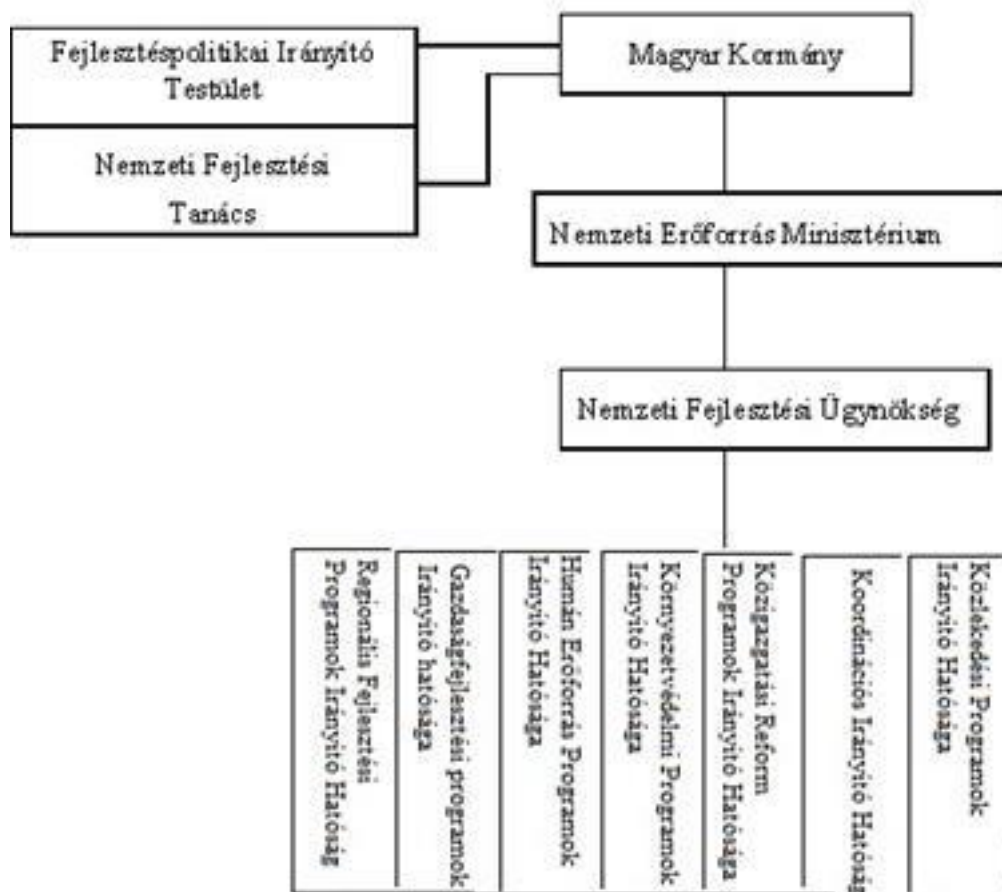 Fejlesztéspolitikai Irányító
Testület
Nemzeti Fejlesztési
Tanács
Magyar Kormány
Nemzeti Erőforrás Minisztérium
Nemzeti Fejlesztési Ügynökség
Regionális Fejlesztési
Programok Irányító Hatóság
Gazdaságfejlesztési programok
Irányító hatósága
Humán Erőforrás Programok
Irányító Hatósága
Környezetvédelmi Programok
Irányító Hatósága
Közigazgatási Reform
Programok Irányító Hatósága
Koordinációs Irányító Hatóság
Közlekedési Programok
Irányító Hatósága